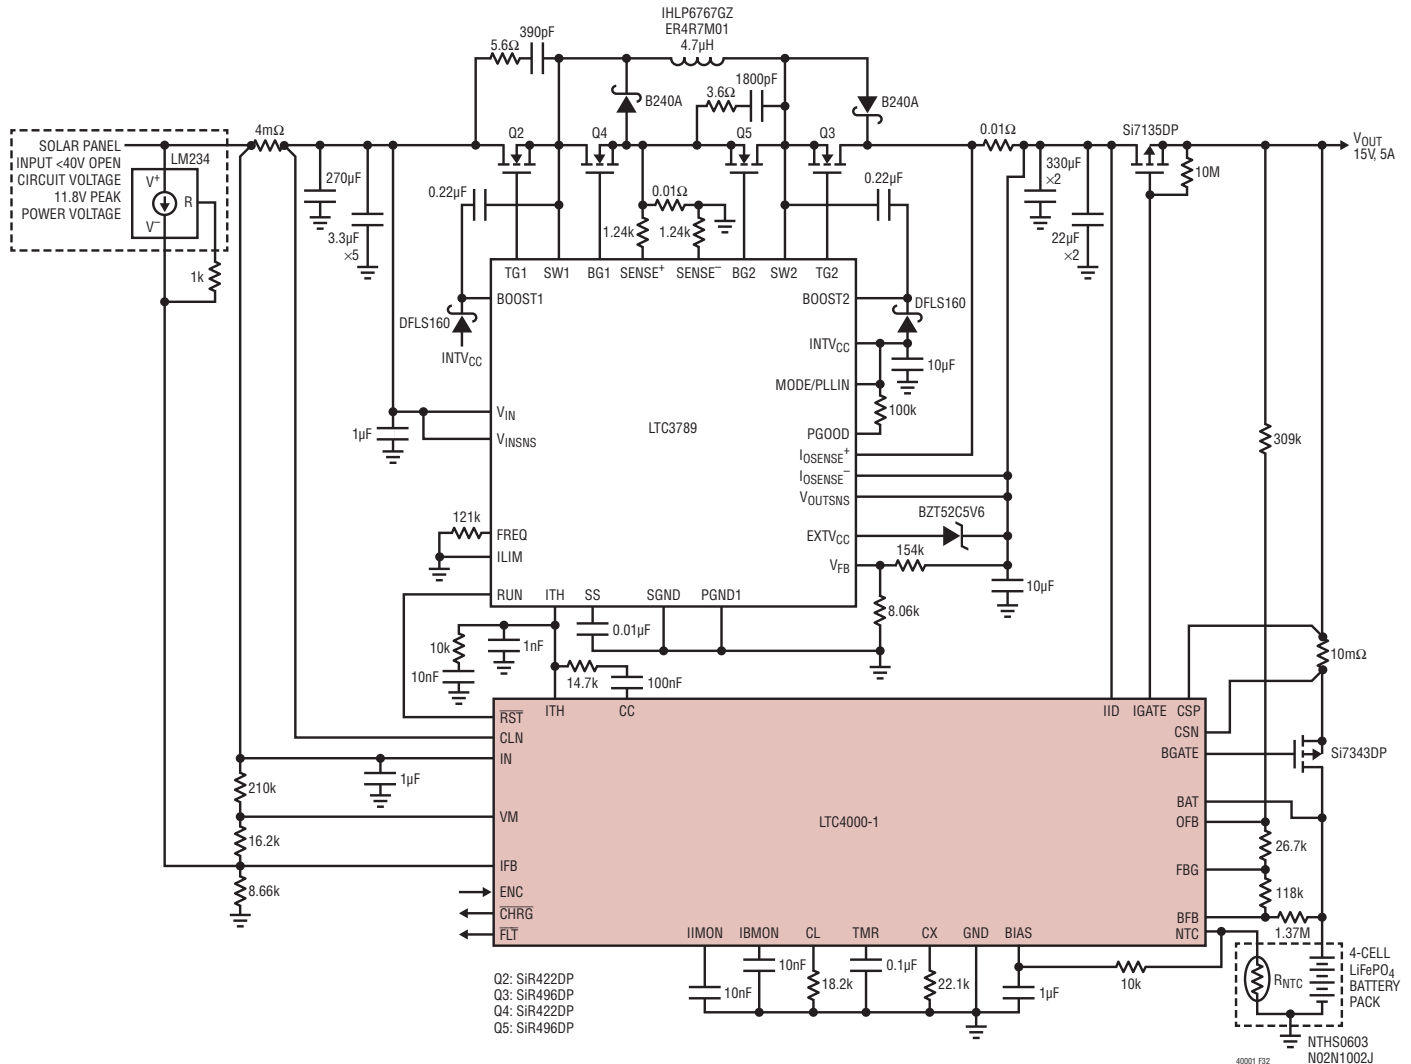 IHLP6767GZ
ER4R7M01
4.7µH
390pF
5.6Ω
1800pF
3.6Ω
B240A
B240A
SOLAR PANEL
INPUT <40V OPEN
CIRCUIT VOLTAGE
11.8V PEAK
POWER VOLTAGE
LM234
V+
R
V−
1k
4mΩ
270µF
3.3µF
×5
Q2
Q4
Q5
Q3
0.22µF
0.01Ω
1.24k
1.24k
0.22µF
0.01Ω
330µF
×2
22µF
×2
Si7135DP
10M
VOUT
15V, 5A
TG1
SW1
BG1
SENSE+
SENSE−
BG2
SW2
TG2
BOOST1
DFLS160
INTVCC
BOOST2
DFLS160
INTVCC
10µF
MODE/PLLIN
100k
PGOOD
VIN
VINSNS
1µF
LTC3789
IOSENSE+
IOSENSE−
VOUTSNS
309k
121k
FREQ
ILIM
BZT52C5V6
EXTVCC
154k
VFB
10µF
8.06k
RUN
ITH
SS
SGND
PGND1
0.01µF
10k
1nF
10nF
14.7k
100nF
10mΩ
RST
CLN
IN
ITH
CC
IID
IGATE
CSP
CSN
BGATE
Si7343DP
1µF
210k
VM
16.2k
IFB
8.66k
LTC4000-1
BAT
OFB
26.7k
FBG
118k
BFB
1.37M
NTC
ENC
CHRG
FLT
IIMON
IBMON
CL
TMR
CX
GND
BIAS
10nF
10nF
18.2k
0.1µF
22.1k
1µF
10k
RNTC
4-CELL
LiFePO4
BATTERY
PACK
Q2: SiR422DP
Q3: SiR496DP
Q4: SiR422DP
Q5: SiR496DP
NTHS0603
N02N1002J
40001 F32